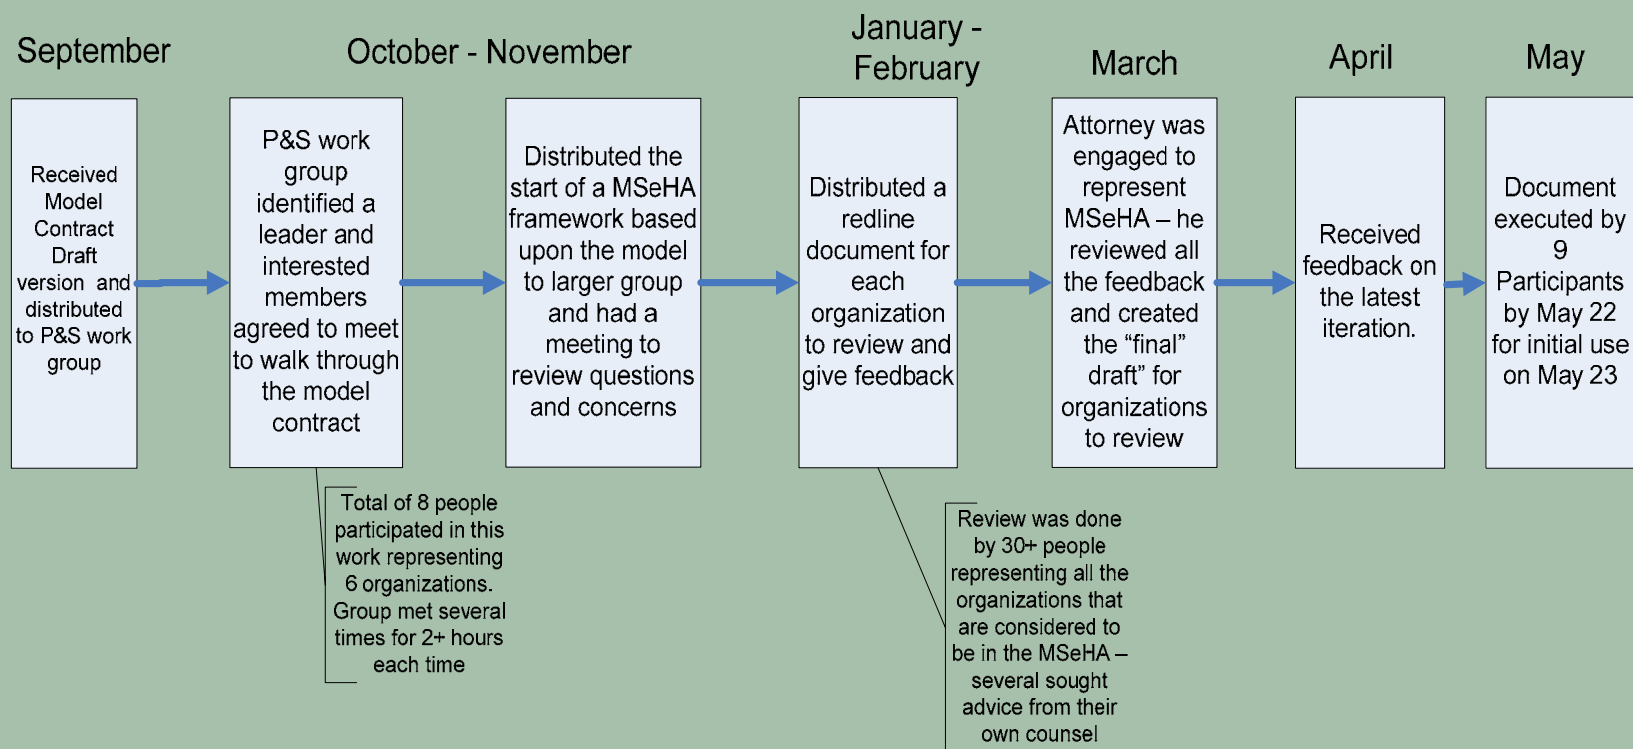 September
October - November
January -
February
March
April
May
Received
Model
Contract
Draft
version and
distributed
to P&S work
group
P&S work
group
identified a
leader and
interested
members
agreed to meet
to walk through
the model
contract
Distributed the
start of a MSeHA
framework based
upon the model
to larger group
and had a
meeting to
review questions
and concerns
Distributed a
redline
document for
each
organization
to review and
give feedback
Attorney was
engaged to
represent
MSeHA – he
reviewed all
the feedback
and created
the “final”
draft” for
organizations
to review
Received
feedback on
the latest
iteration.
Document
executed by
9
Participants
by May 22
for initial use
on May 23
Total of 8 people
participated in this
work representing
6 organizations.
Group met several
times for 2+ hours
each time
Review was done
by 30+ people
representing all the
organizations that
are considered to
be in the MSeHA –
several sought
advice from their
own counsel